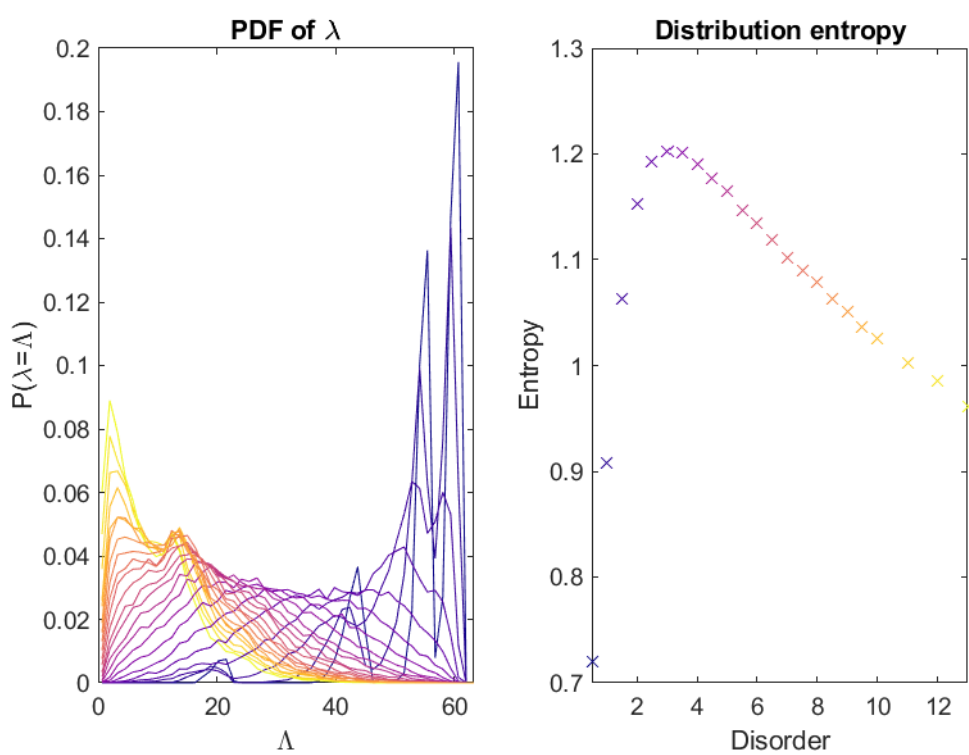 PDF of λ
0.2
0.18
0.16
0.14
0.12
0.1
0.08
0.06
0.04
0.02
0
P(λ=Λ)
0 20 40 60
Λ
Distribution entropy
1.3
1.2
1.1
1
0.9
0.8
0.7
Entropy
2 4 6 8 10 12
Disorder